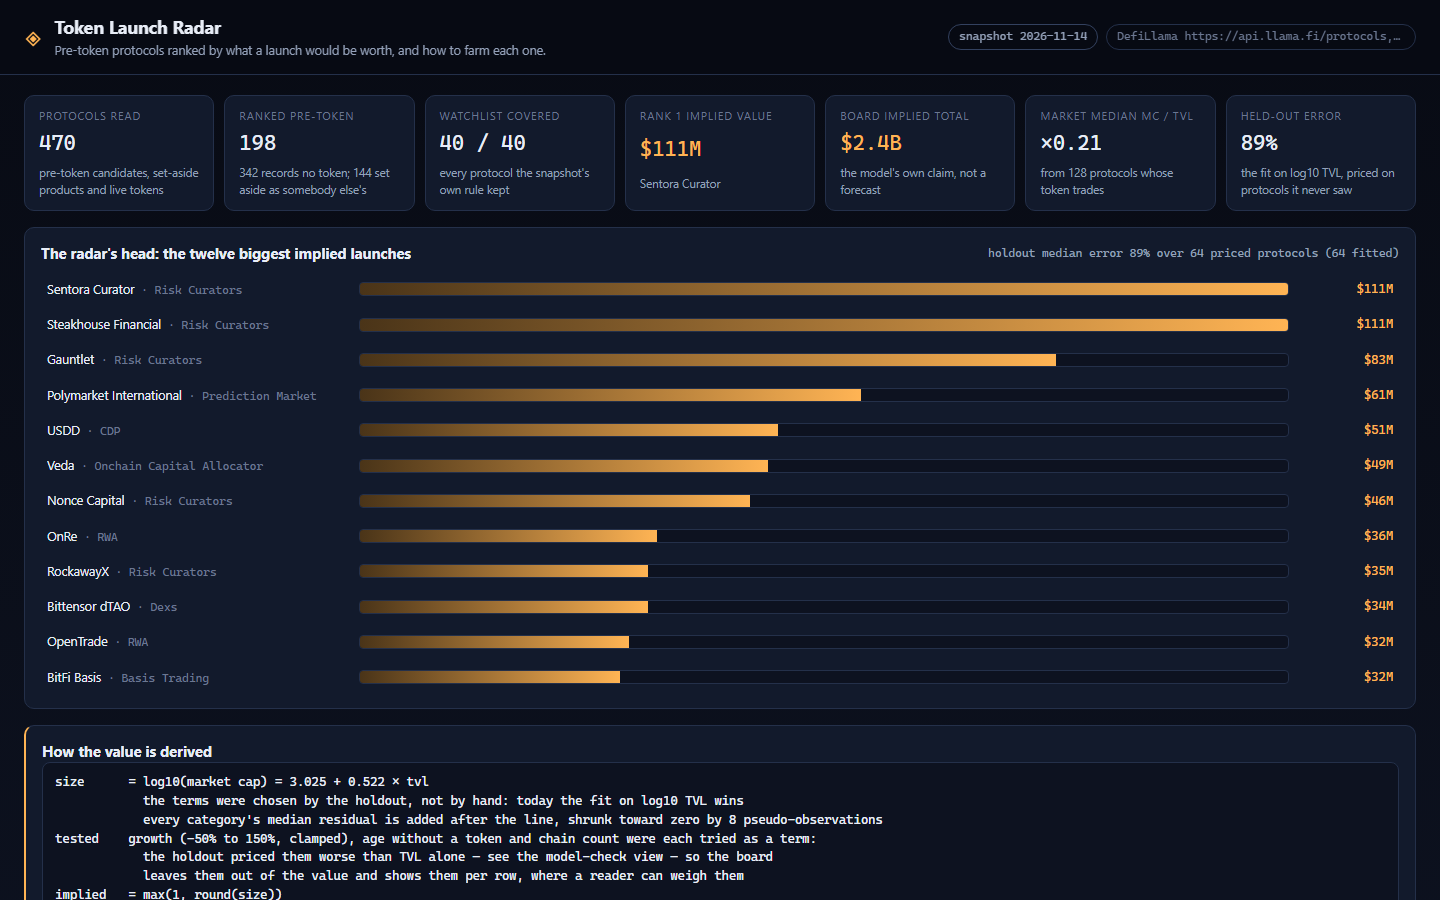 Token Launch Radar
Pre-token protocols ranked by what a launch would be worth, and how to farm each one.
snapshot 2026-11-14
DefiLlama https://api.llama.fi/protocols,…
PROTOCOLS READ
470
pre-token candidates, set-aside
products and live tokens
RANKED PRE-TOKEN
198
342 records no token; 144 set
aside as somebody else's
WATCHLIST COVERED
40 / 40
every protocol the snapshot's
own rule kept
RANK 1 IMPLIED VALUE
$111M
Sentora Curator
BOARD IMPLIED TOTAL
$2.4B
the model's own claim, not a
forecast
MARKET MEDIAN MC / TVL
×0.21
from 128 protocols whose
token trades
HELD-OUT ERROR
89%
the fit on log10 TVL, priced on
protocols it never saw
The radar's head: the twelve biggest implied launches
holdout median error 89% over 64 priced protocols (64 fitted)
Sentora Curator · Risk Curators $111M
Steakhouse Financial · Risk Curators $111M
Gauntlet · Risk Curators $83M
Polymarket International · Prediction Market $61M
USDD · CDP $51M
Veda · Onchain Capital Allocator $49M
Nonce Capital · Risk Curators $46M
OnRe · RWA $36M
RockawayX · Risk Curators $35M
Bittensor dTAO · Dexs $34M
OpenTrade · RWA $32M
BitFi Basis · Basis Trading $32M
How the value is derived
size = log10(market cap) = 3.025 + 0.522 × tvl
the terms were chosen by the holdout, not by hand: today the fit on log10 TVL wins
every category's median residual is added after the line, shrunk toward zero by 8 pseudo-observations
tested growth (−50% to 150%, clamped), age without a token and chain count were each tried as a term:
the holdout priced them worse than TVL alone — see the model-check view — so the board
leaves them out of the value and shows them per row, where a reader can weigh them
implied = max(1, round(size))